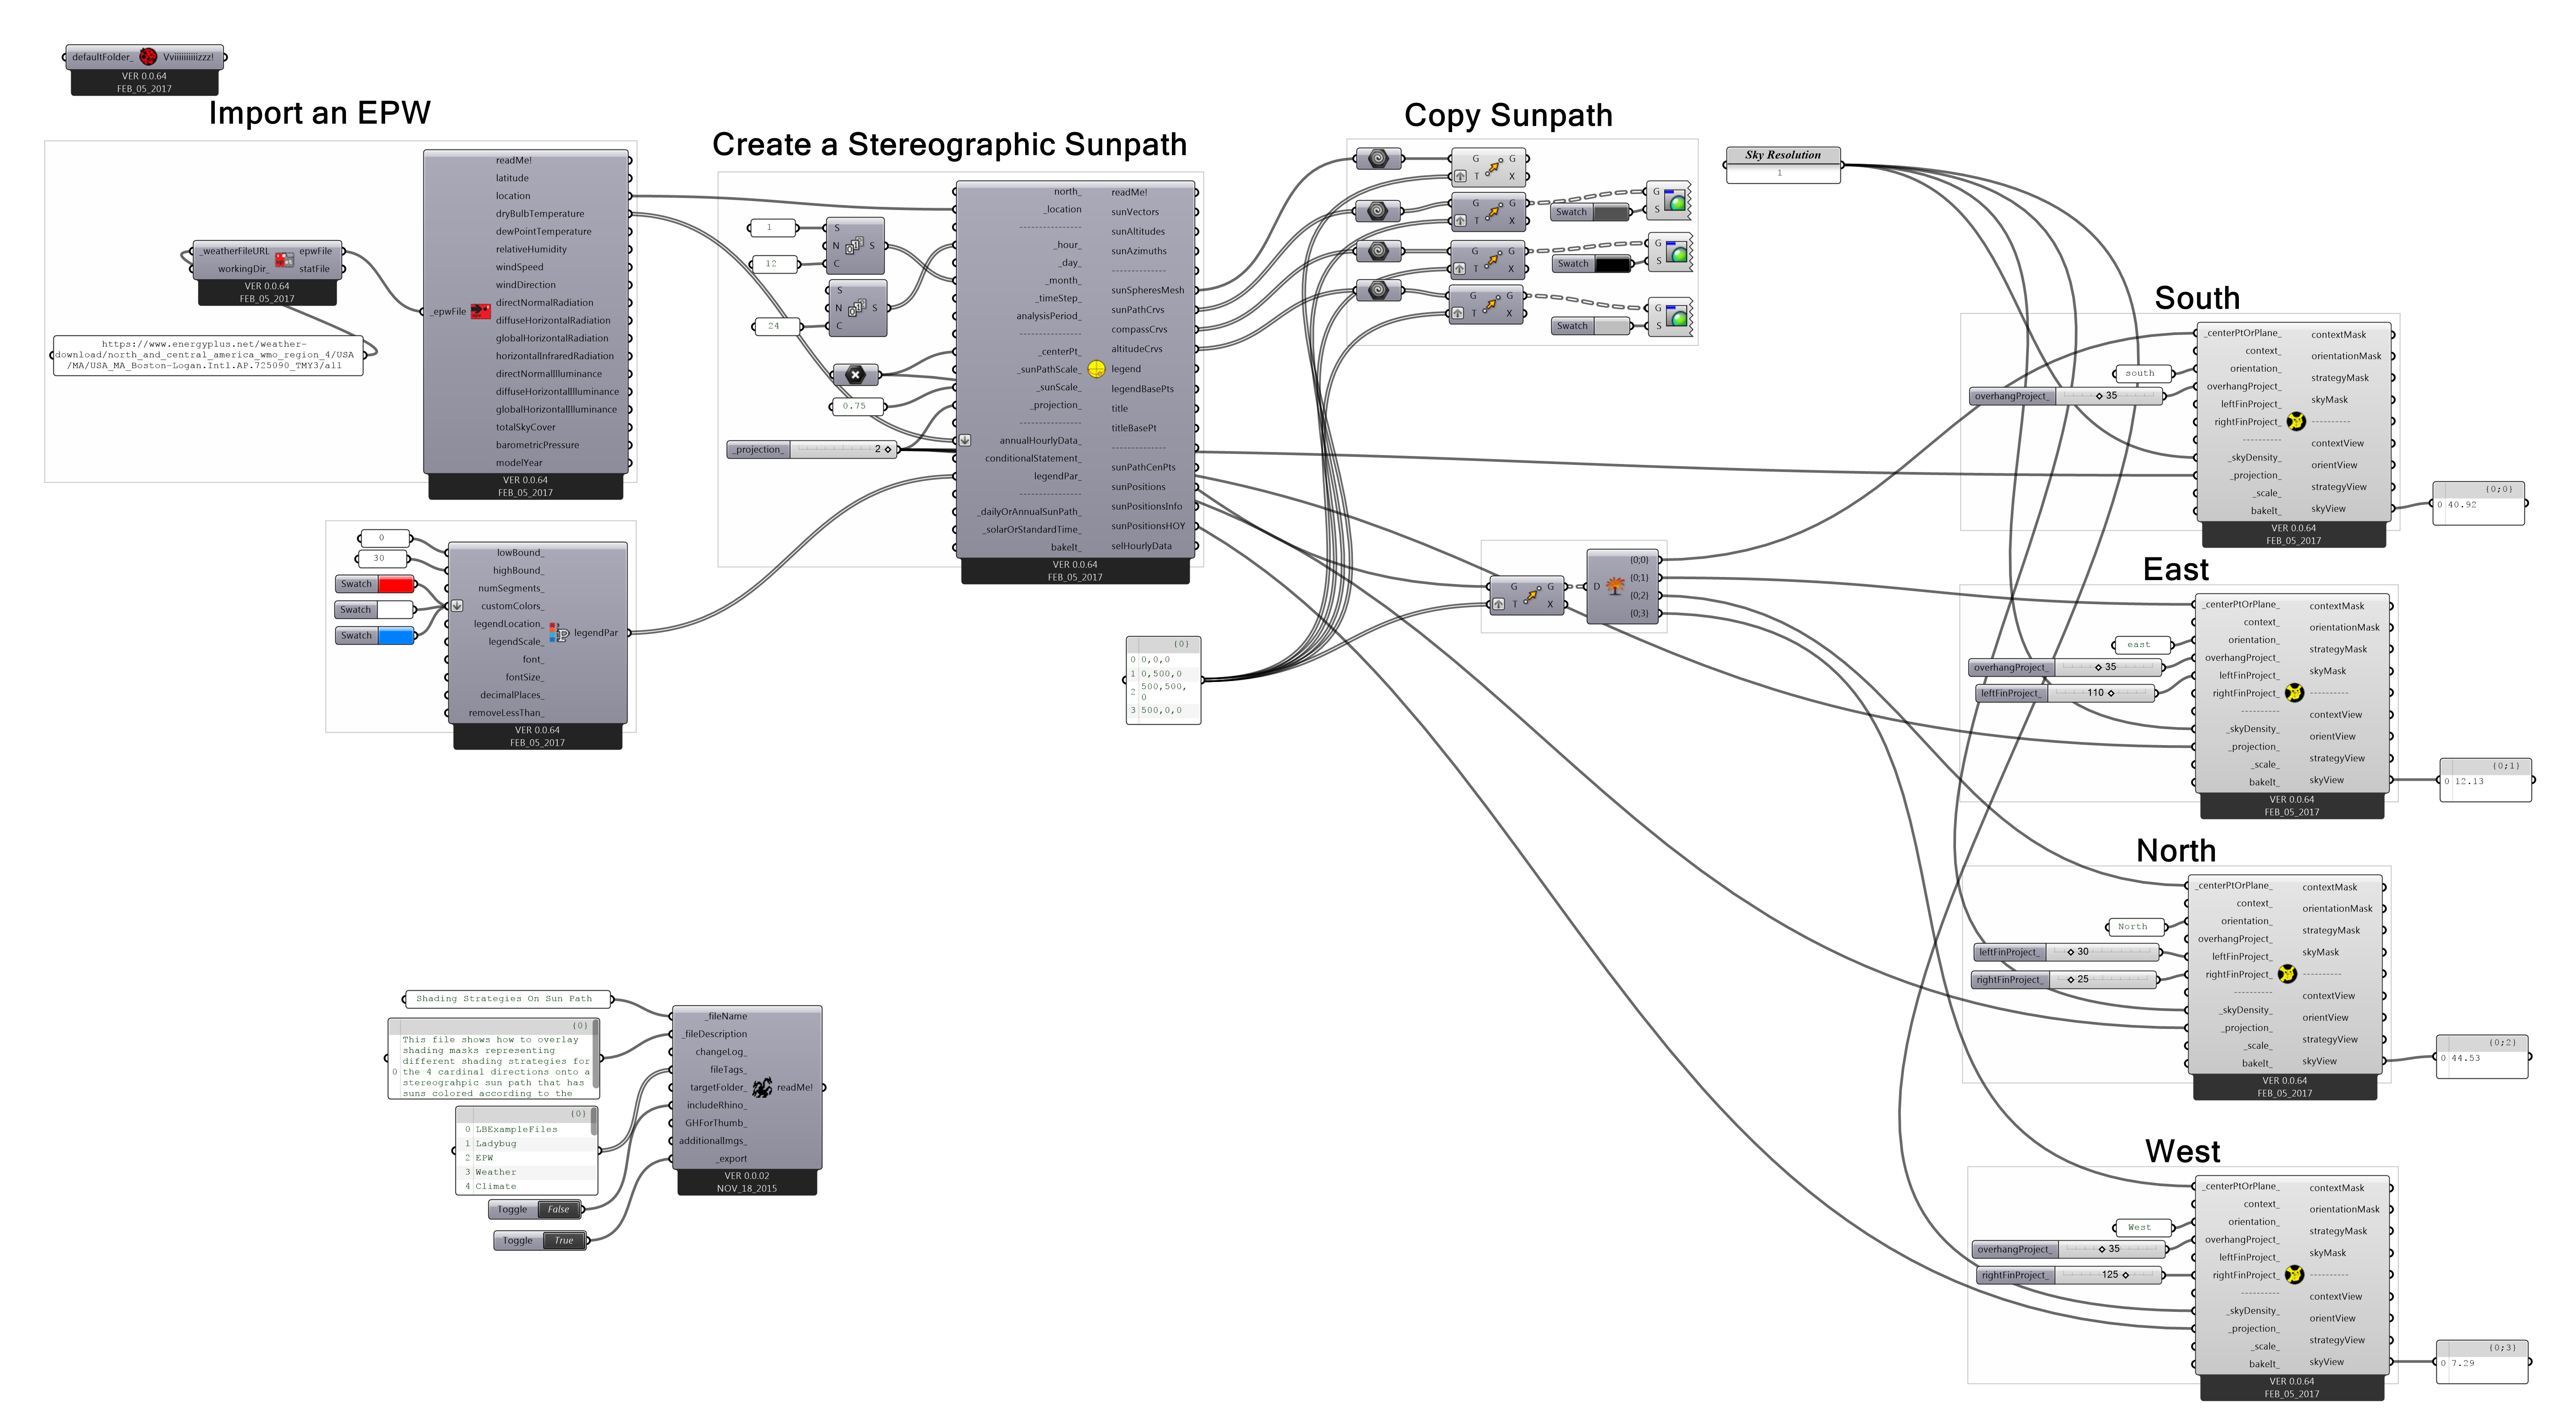 defaultFolder_ Vviiiiiiiiiizzz!
VER 0.0.64
FEB_05_2017
Import an EPW
_weatherFileURL epwFile
workingDir_ statFile
VER 0.0.64
FEB_05_2017
https://www.energyplus.net/weather-
download/north_and_central_america_wmo_region_4/USA
/MA/USA_MA_Boston-Logan.Intl.AP.725090_TMY3/all
_epwFile
readMe!
latitude
location
dryBulbTemperature
dewPointTemperature
relativeHumidity
windSpeed
windDirection
directNormalRadiation
diffuseHorizontalRadiation
globalHorizontalRadiation
horizontalInfraredRadiation
directNormalIlluminance
diffuseHorizontalIlluminance
globalHorizontalIlluminance
totalSkyCover
barometricPressure
modelYear
VER 0.0.64
FEB_05_2017
0
30
Swatch
Swatch
Swatch
lowBound_
highBound_
numSegments_
customColors_
legendLocation_
legendScale_
font_
fontSize_
decimalPlaces_
removeLessThan_
legendPar
VER 0.0.64
FEB_05_2017
Create a Stereographic Sunpath
1
12
S
N S
C
24
S
N S
C
0.75
_projection_ 2
north_
_location
----------------
_hour_
_day_
_month_
_timeStep_
analysisPeriod_
----------------
_centerPt_
_sunPathScale_
_sunScale_
_projection_
----------------
annualHourlyData_
conditionalStatement_
legendPar_
----------------
_dailyOrAnnualSunPath_
_solarOrStandardTime_
bakeIt_
readMe!
sunVectors
sunAltitudes
sunAzimuths
--------------
sunSpheresMesh
sunPathCrvs
compassCrvs
altitudeCrvs
legend
legendBasePts
title
titleBasePt
--------------
sunPathCenPts
sunPositions
sunPositionsInfo
sunPositionsHOY
selHourlyData
VER 0.0.64
FEB_05_2017
{0}
0 0,0,0
1 0,500,0
2 500,500,
0
3 500,0,0
Copy Sunpath
G G
T X
G G
T X
G G
T X
G G
T X
Swatch
G
S
Swatch
G
S
Swatch
G
S
G G
T X
D
{0;0}
{0;1}
{0;2}
{0;3}
Sky Resolution
1
South
south
overhangProject_ 35
_centerPtOrPlane_
context_
orientation_
overhangProject_
leftFinProject_
rightFinProject_
----------
_skyDensity_
_projection_
_scale_
bakeIt_
contextMask
orientationMask
strategyMask
skyMask
----------
contextView
orientView
strategyView
skyView
VER 0.0.64
FEB_05_2017
{0;0}
0 40.92
East
east
overhangProject_ 35
leftFinProject_ 110
_centerPtOrPlane_
context_
orientation_
overhangProject_
leftFinProject_
rightFinProject_
----------
_skyDensity_
_projection_
_scale_
bakeIt_
contextMask
orientationMask
strategyMask
skyMask
----------
contextView
orientView
strategyView
skyView
VER 0.0.64
FEB_05_2017
{0;1}
0 12.13
North
North
leftFinProject_ 30
rightFinProject_ 25
_centerPtOrPlane_
context_
orientation_
overhangProject_
leftFinProject_
rightFinProject_
----------
_skyDensity_
_projection_
_scale_
bakeIt_
contextMask
orientationMask
strategyMask
skyMask
----------
contextView
orientView
strategyView
skyView
VER 0.0.64
FEB_05_2017
{0;2}
0 44.53
West
West
overhangProject_ 35
rightFinProject_ 125
_centerPtOrPlane_
context_
orientation_
overhangProject_
leftFinProject_
rightFinProject_
----------
_skyDensity_
_projection_
_scale_
bakeIt_
contextMask
orientationMask
strategyMask
skyMask
----------
contextView
orientView
strategyView
skyView
VER 0.0.64
FEB_05_2017
{0;3}
0 7.29
Shading Strategies On Sun Path
{0}
This file shows how to overlay
shading masks representing
different shading strategies for
0 the 4 cardinal directions onto a
stereograhpic sun path that has
suns colored according to the
{0}
0 LBExampleFiles
1 Ladybug
2 EPW
3 Weather
4 Climate
Toggle False
Toggle True
_fileName
_fileDescription
changeLog_
fileTags_
targetFolder_
includeRhino_
GHForThumb_
additionalImgs_
_export
readMe!
VER 0.0.02
NOV_18_2015